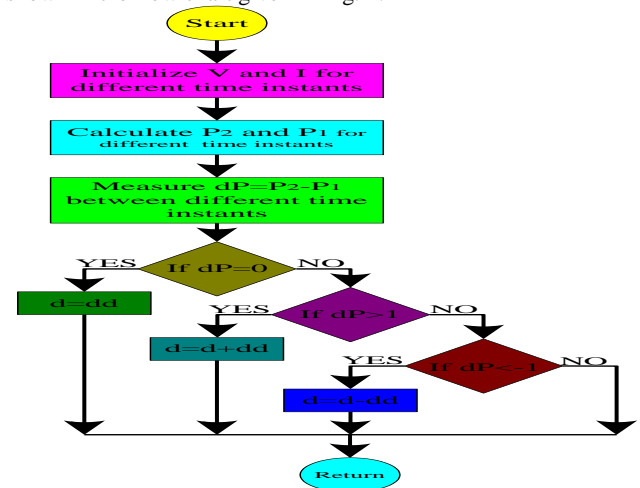 Start
Initialize V and I for
different time instants
Calculate P2 and P1 for
different time instants
Measure dP=P2-P1
between different time
instants
YES
If dP=0
NO
d=dd
YES
If dP>1
NO
d=d+dd
YES
If dP<-1
NO
d=d-dd
Return